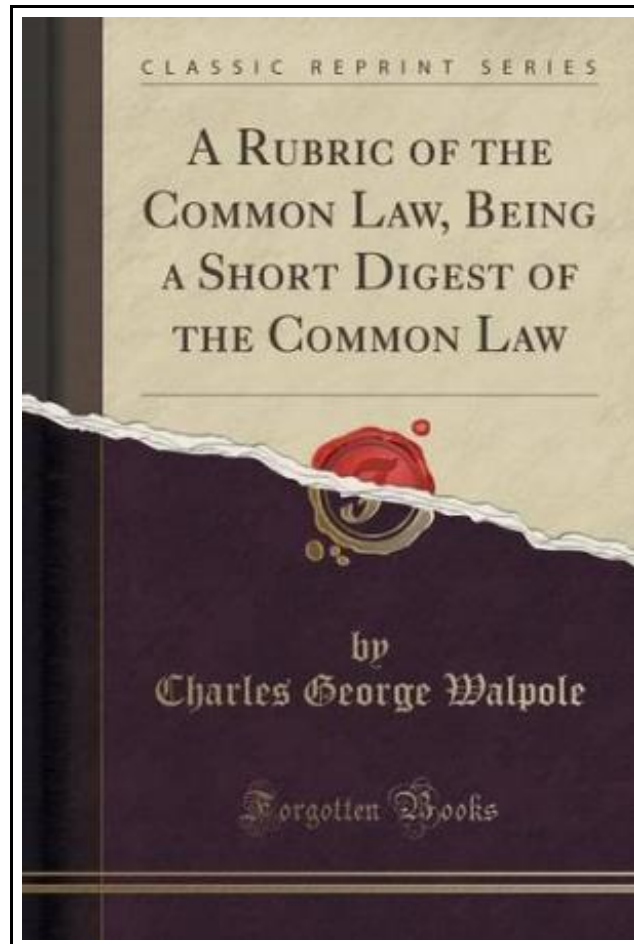 CLASSIC REPRINT SERIES
A RUBRIC OF THE
COMMON LAW, BEING
A SHORT DIGEST OF
THE COMMON LAW
by
Charles George Walpole
Forgotten Books